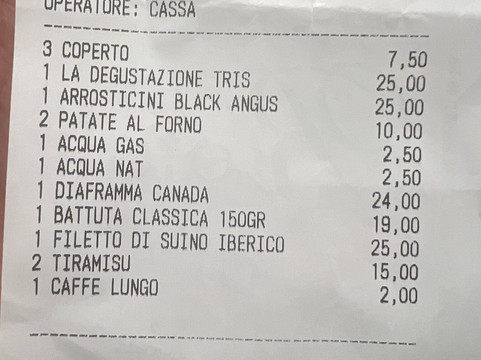 OPERATORE: CASSA
3 COPERTO 7,50
1 LA DEGUSTAZIONE TRIS 25,00
1 ARROSTICINI BLACK ANGUS 25,00
2 PATATE AL FORNO 10,00
1 ACQUA GAS 2,50
1 ACQUA NAT 2,50
1 DIAFRAMMA CANADA 24,00
1 BATTUTA CLASSICA 150GR 19,00
1 FILETTO DI SUINO IBERICO 25,00
2 TIRAMISU 15,00
1 CAFFE LUNGO 2,00